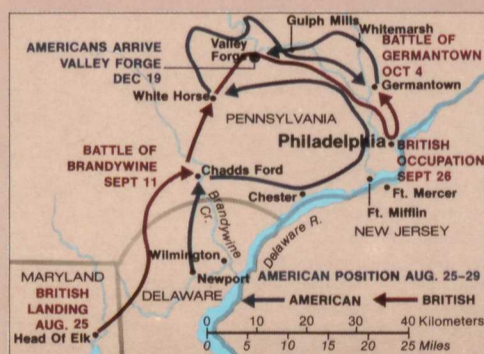 Gulph Mills
Whitemarsh
AMERICANS ARRIVE
VALLEY FORGE
DEC 19
Valley
Forge
BATTLE OF
GERMANTOWN
OCT 4
Germantown
White Horse
PENNSYLVANIA
Philadelphia
BRITISH
OCCUPATION
SEPT 26
BATTLE OF
BRANDYWINE
SEPT 11
Chadds Ford
Chester
Ft. Mercer
Ft. Mifflin
NEW JERSEY
Brandywine
Cr.
Delaware R.
Wilmington
Newport
MARYLAND
BRITISH
LANDING
AUG. 25
Head Of Elk
DELAWARE
AMERICAN POSITION AUG. 25-29
AMERICAN
BRITISH
0 10 20 30 40 Kilometers
0 5 10 15 20 25 Miles